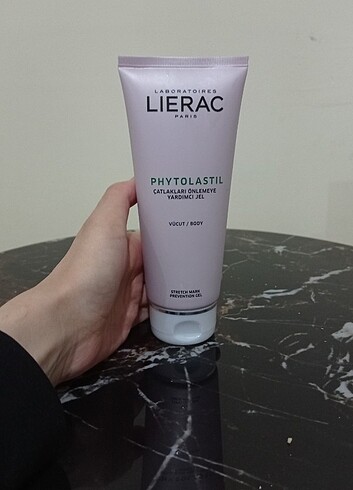 LABORATOIRES
LIERAC
PARIS
PHYTOLASTIL
ÇATLAKLARI ÖNLEMEYE
YARDIMCI JEL
VÜCUT / BODY
STRETCH MARK
PREVENTION GEL